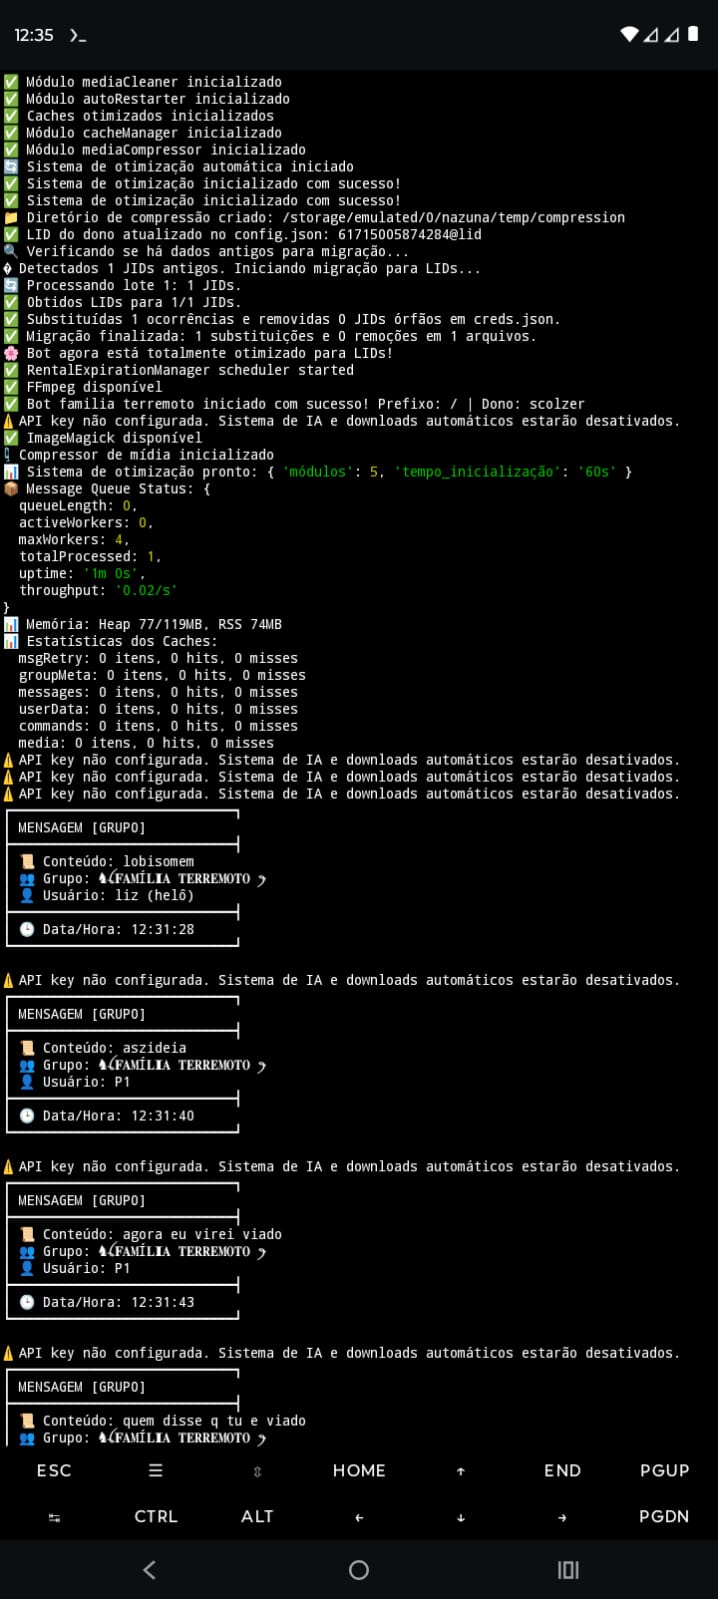 12:35
✅ Módulo mediaCleaner inicializado
✅ Módulo autoRestarter inicializado
✅ Caches otimizados inicializados
✅ Módulo cacheManager inicializado
✅ Módulo mediaCompressor inicializado
🔄 Sistema de otimização automática iniciado
✅ Sistema de otimização inicializado com sucesso!
✅ Sistema de otimização inicializado com sucesso!
📁 Diretório de compressão criado: /storage/emulated/0/nazuna/temp/compression
✅ LID do dono atualizado no config.json: 61715005874284@lid
🔍 Verificando se há dados antigos para migração...
� Detectados 1 JIDs antigos. Iniciando migração para LIDs...
🔄 Processando lote 1: 1 JIDs.
✅ Obtidos LIDs para 1/1 JIDs.
✅ Substituídas 1 ocorrências e removidas 0 JIDs órfãos em creds.json.
✅ Migração finalizada: 1 substituições e 0 remoções em 1 arquivos.
🌸 Bot agora está totalmente otimizado para LIDs!
✅ RentalExpirationManager scheduler started
✅ FFmpeg disponível
✅ Bot familia terremoto iniciado com sucesso! Prefixo: / | Dono: scolzer
⚠️ API key não configurada. Sistema de IA e downloads automáticos estarão desativados.
✅ ImageMagick disponível
🗜️ Compressor de mídia inicializado
📊 Sistema de otimização pronto: { 'módulos': 5, 'tempo_inicialização': '60s' }
📦 Message Queue Status: {
queueLength: 0,
activeWorkers: 0,
maxWorkers: 4,
totalProcessed: 1,
uptime: '1m 0s',
throughput: '0.02/s'
}
📊 Memória: Heap 77/119MB, RSS 74MB
📊 Estatísticas dos Caches:
msgRetry: 0 itens, 0 hits, 0 misses
groupMeta: 0 itens, 0 hits, 0 misses
messages: 0 itens, 0 hits, 0 misses
userData: 0 itens, 0 hits, 0 misses
commands: 0 itens, 0 hits, 0 misses
media: 0 itens, 0 hits, 0 misses
⚠️ API key não configurada. Sistema de IA e downloads automáticos estarão desativados.
⚠️ API key não configurada. Sistema de IA e downloads automáticos estarão desativados.
⚠️ API key não configurada. Sistema de IA e downloads automáticos estarão desativados.
MENSAGEM [GRUPO]
📜 Conteúdo: lobisomem
👥 Grupo: ♞⤹𝐅𝐀𝐌Í𝐋𝐈𝐀 𝐓𝐄𝐑𝐑𝐄𝐌𝐎𝐓𝐎 ୨
👤 Usuário: liz (helô)
🕒 Data/Hora: 12:31:28
⚠️ API key não configurada. Sistema de IA e downloads automáticos estarão desativados.
MENSAGEM [GRUPO]
📜 Conteúdo: aszideia
👥 Grupo: ♞⤹𝐅𝐀𝐌Í𝐋𝐈𝐀 𝐓𝐄𝐑𝐑𝐄𝐌𝐎𝐓𝐎 ୨
👤 Usuário: P1
🕒 Data/Hora: 12:31:40
⚠️ API key não configurada. Sistema de IA e downloads automáticos estarão desativados.
MENSAGEM [GRUPO]
📜 Conteúdo: agora eu virei viado
👥 Grupo: ♞⤹𝐅𝐀𝐌Í𝐋𝐈𝐀 𝐓𝐄𝐑𝐑𝐄𝐌𝐎𝐓𝐎 ୨
👤 Usuário: P1
🕒 Data/Hora: 12:31:43
⚠️ API key não configurada. Sistema de IA e downloads automáticos estarão desativados.
MENSAGEM [GRUPO]
📜 Conteúdo: quem disse q tu e viado
👥 Grupo: ♞⤹𝐅𝐀𝐌Í𝐋𝐈𝐀 𝐓𝐄𝐑𝐑𝐄𝐌𝐎𝐓𝐎 ୨
ESC ☰ ⇕ HOME ↑ END PGUP
↹ CTRL ALT ← ↓ → PGDN